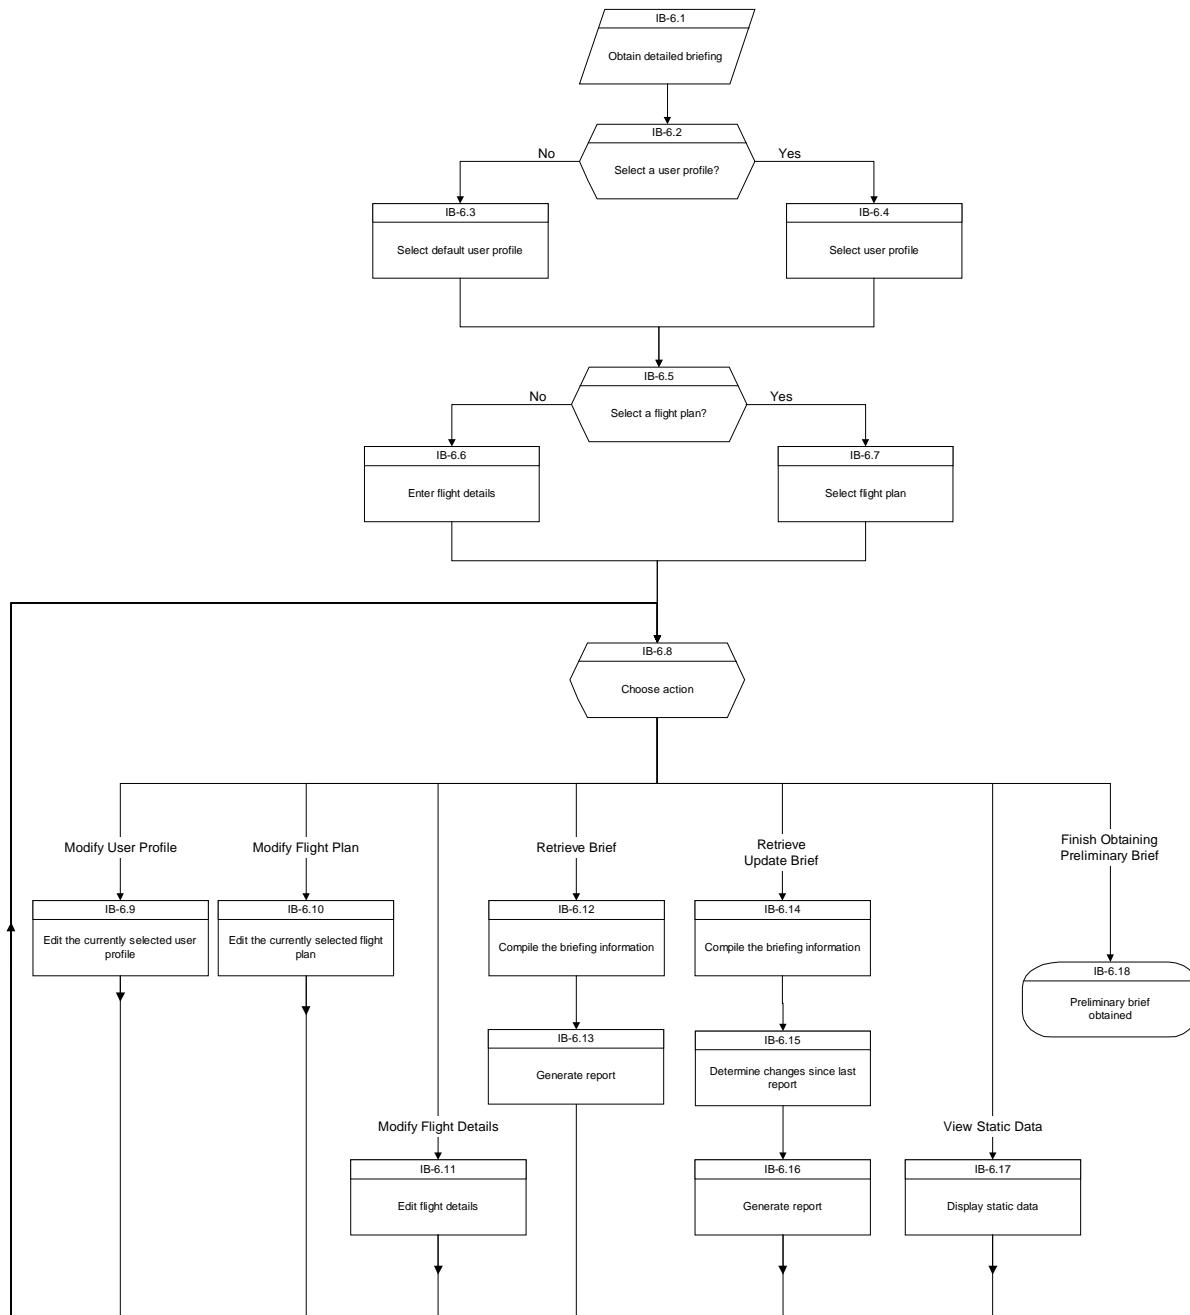 IB-6.1
Obtain detailed briefing
IB-6.2
Select a user profile?
No
Yes
IB-6.3
Select default user profile
IB-6.4
Select user profile
IB-6.5
Select a flight plan?
No
Yes
IB-6.6
Enter flight details
IB-6.7
Select flight plan
IB-6.8
Choose action
Modify User Profile
IB-6.9
Edit the currently selected user
profile
Modify Flight Plan
IB-6.10
Edit the currently selected flight
plan
Modify Flight Details
IB-6.11
Edit flight details
Retrieve Brief
IB-6.12
Compile the briefing information
IB-6.13
Generate report
Retrieve
Update Brief
IB-6.14
Compile the briefing information
IB-6.15
Determine changes since last
report
IB-6.16
Generate report
View Static Data
IB-6.17
Display static data
Finish Obtaining
Preliminary Brief
IB-6.18
Preliminary brief
obtained